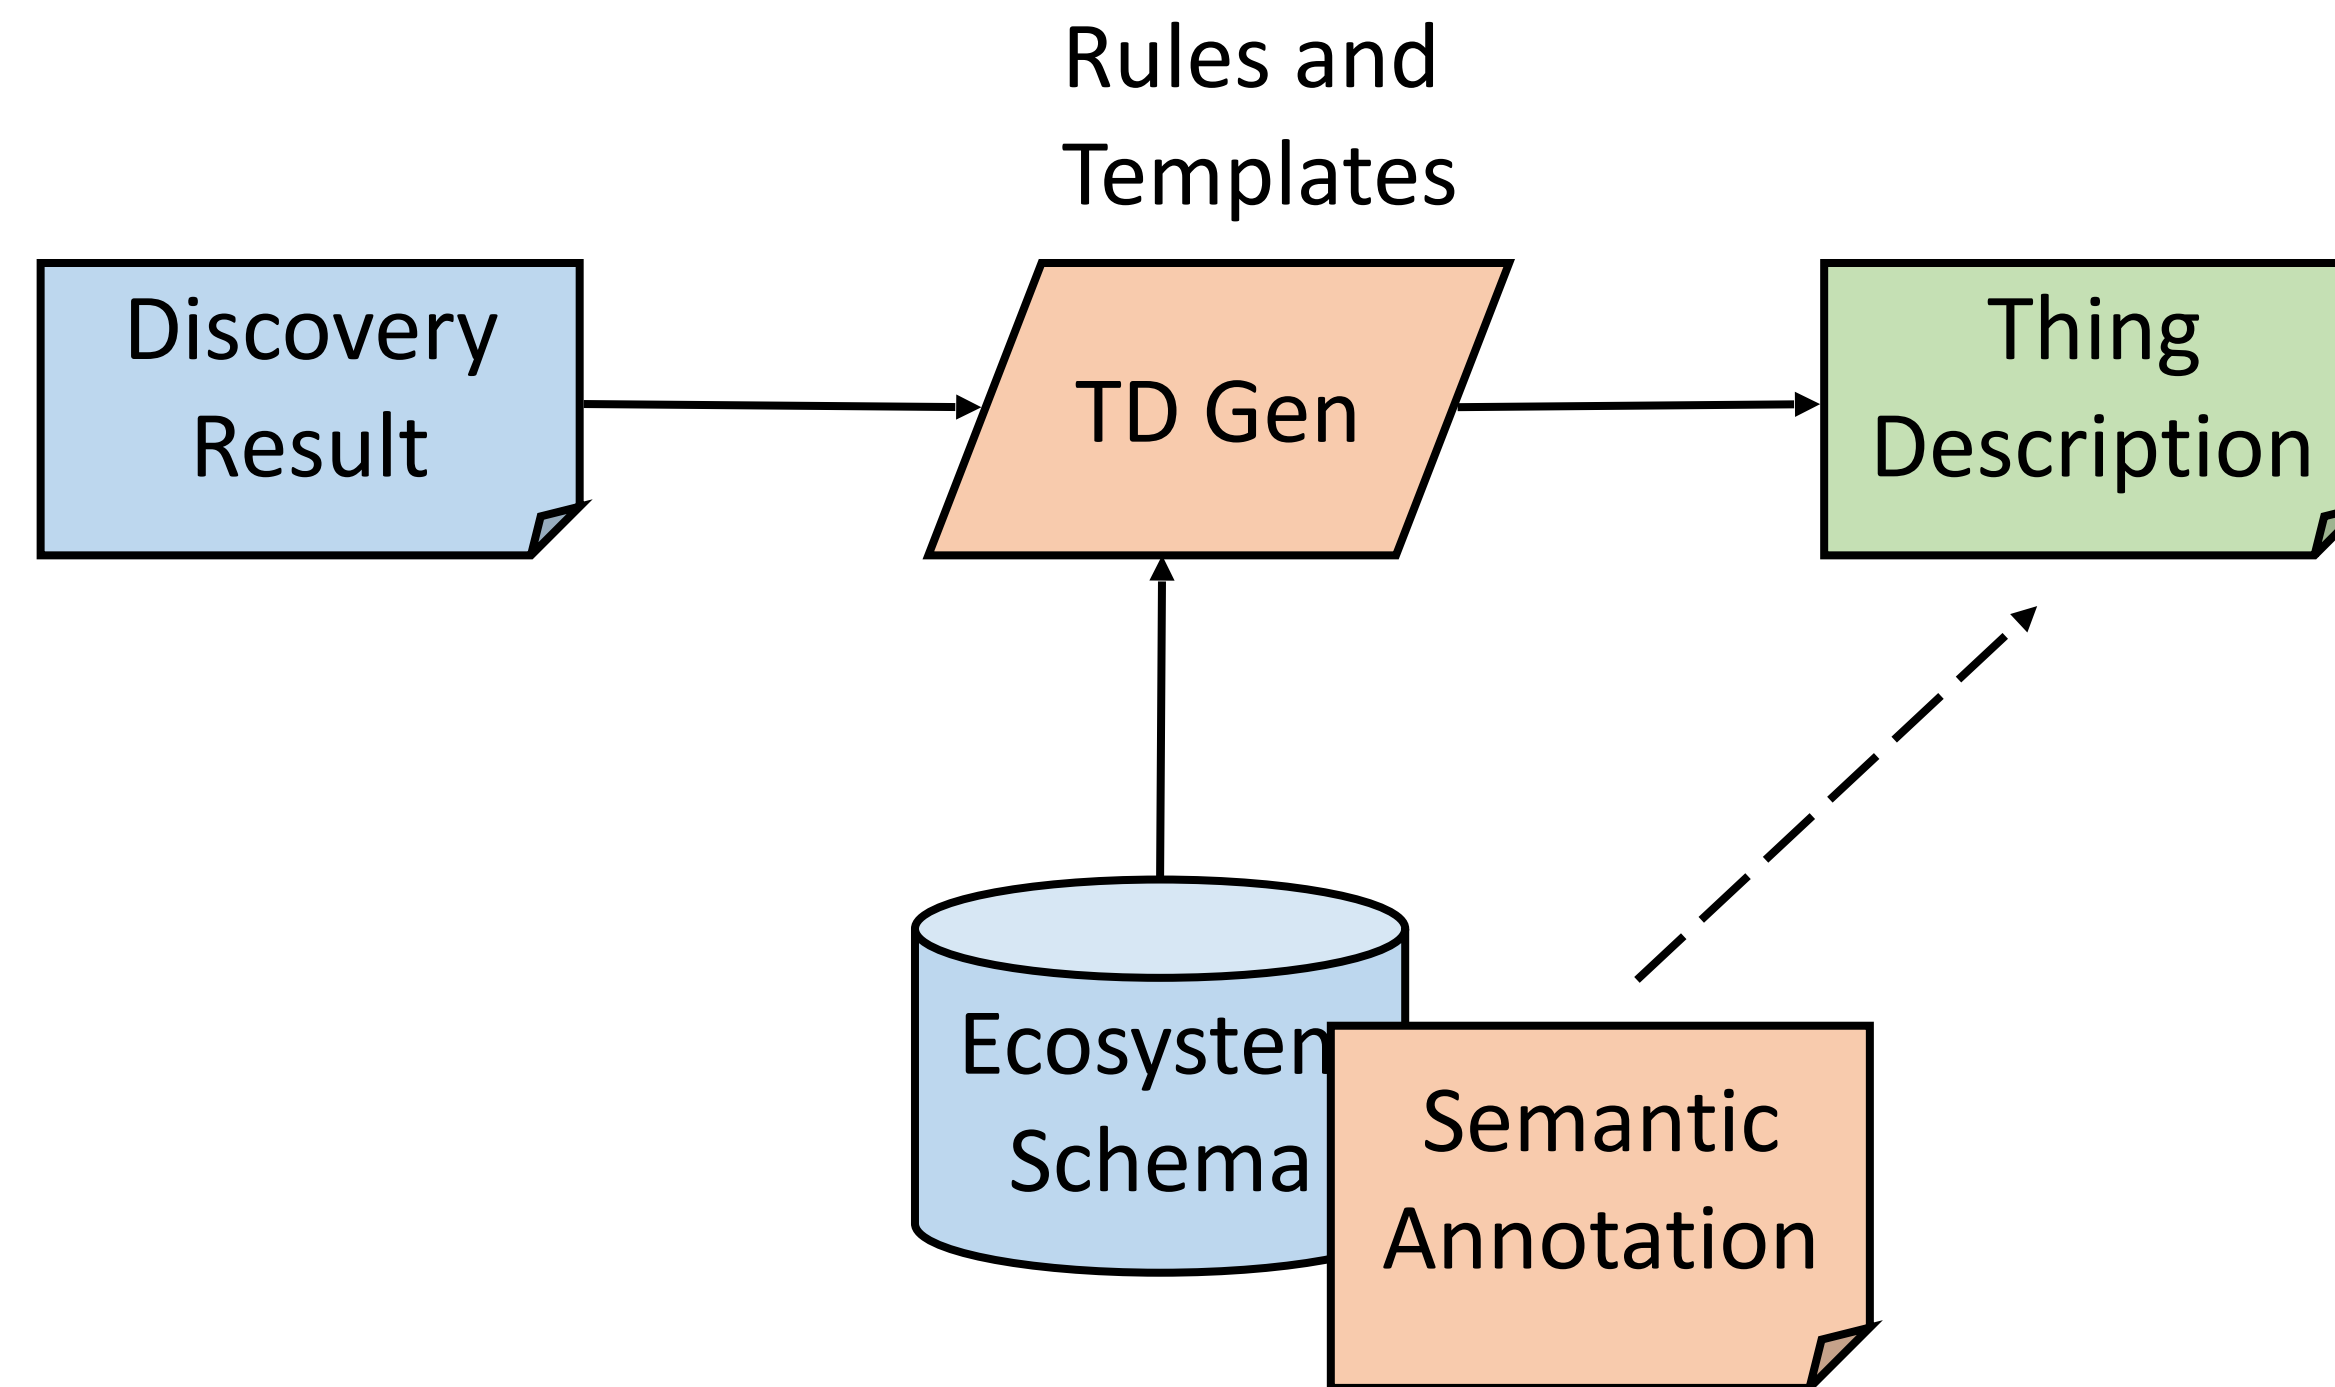 Rules and
Templates
Discovery
Result
TD Gen
Thing
Description
Ecosystem
Schema
Semantic
Annotation